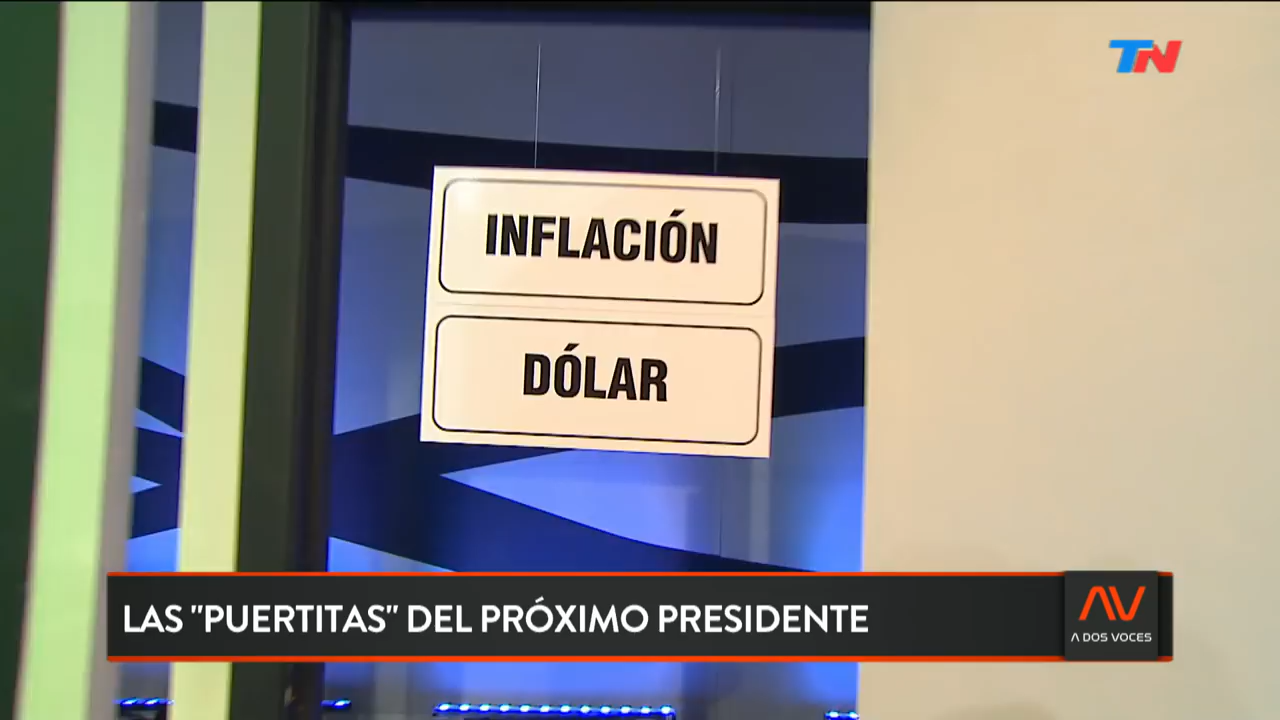 TN
INFLACIÓN
DÓLAR
LAS "PUERTITAS" DEL PRÓXIMO PRESIDENTE
AV
A DOS VOCES